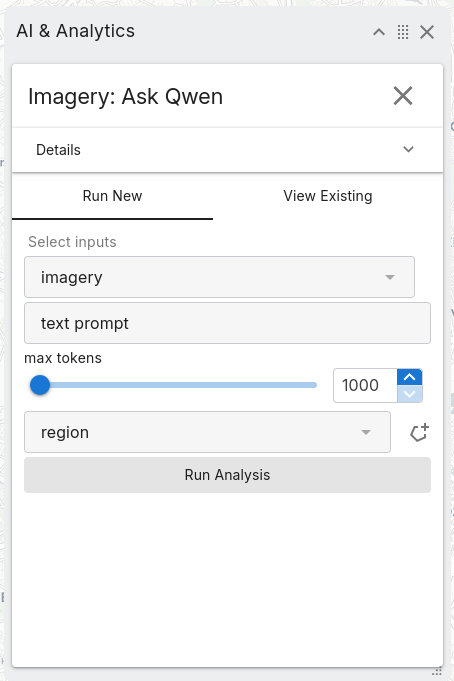 AI & Analytics
Imagery: Ask Qwen
Details
Run New
View Existing
Select inputs
imagery
text prompt
max tokens
1000
region
Run Analysis